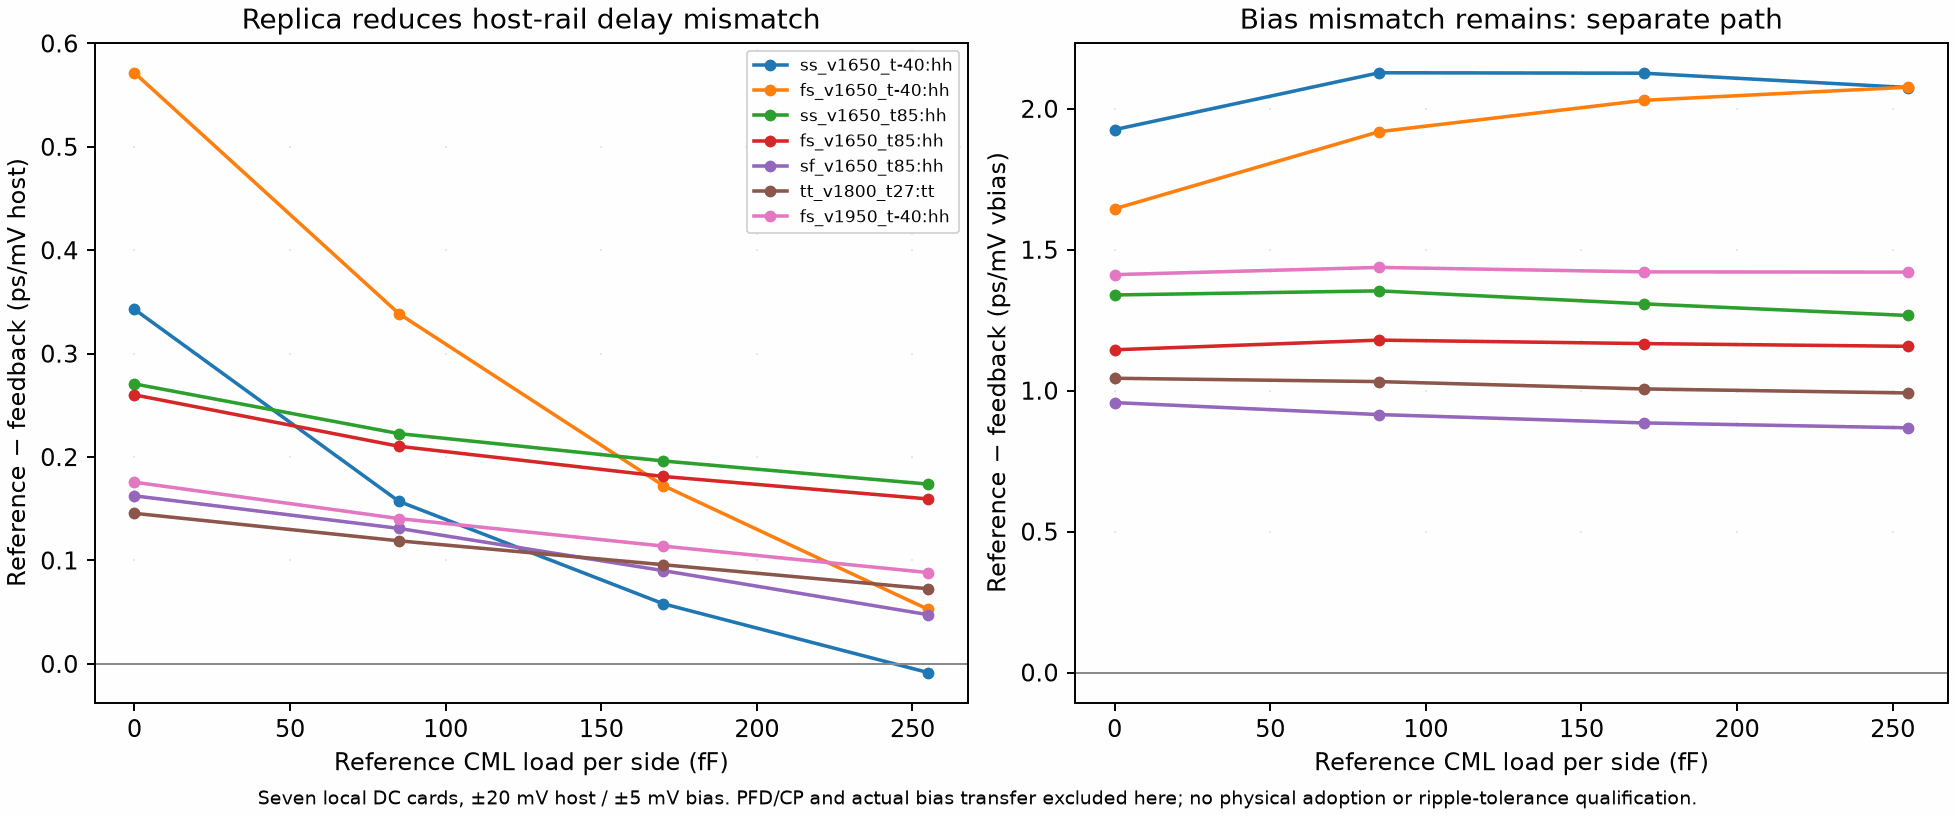 Replica reduces host-rail delay mismatch
0.6
0.5
0.4
0.3
0.2
0.1
0.0
Reference − feedback (ps/mV host)
ss_v1650_t-40:hh
fs_v1650_t-40:hh
ss_v1650_t85:hh
fs_v1650_t85:hh
sf_v1650_t85:hh
tt_v1800_t27:tt
fs_v1950_t-40:hh
0 50 100 150 200 250
Reference CML load per side (fF)
Bias mismatch remains: separate path
2.0
1.5
1.0
0.5
0.0
Reference − feedback (ps/mV vbias)
0 50 100 150 200 250
Reference CML load per side (fF)
Seven local DC cards, ±20 mV host / ±5 mV bias. PFD/CP and actual bias transfer excluded here; no physical adoption or ripple-tolerance qualification.